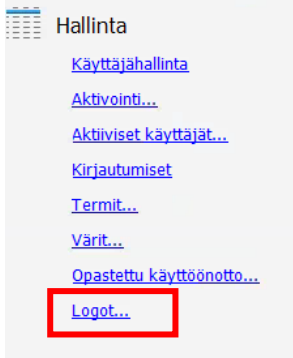 Hallinta
Käyttäjähallinta
Aktivointi...
Aktiiviset käyttäjät...
Kirjautumiset
Termit...
Värit...
Opastettu käyttöönotto...
Logot...